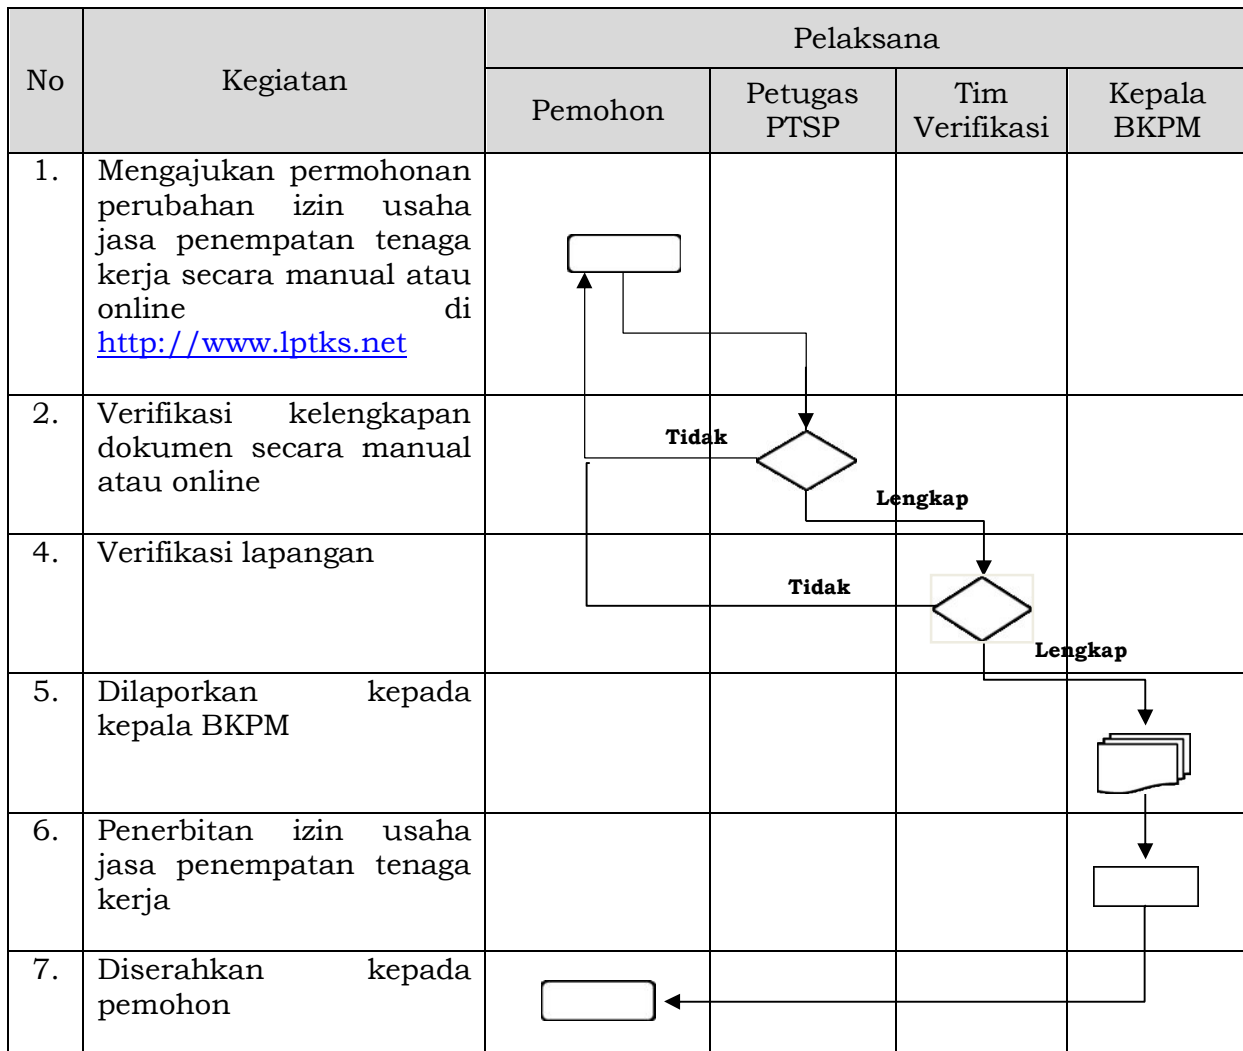 No
Kegiatan
Pelaksana
Pemohon
Petugas
PTSP
Tim
Verifikasi
Kepala
BKPM
1.
Mengajukan permohonan
perubahan izin usaha
jasa penempatan tenaga
kerja secara manual atau
online di
http://www.lptks.net
2.
Verifikasi kelengkapan
dokumen secara manual
atau online
Tidak
Lengkap
4.
Verifikasi lapangan
Tidak
Lengkap
5.
Dilaporkan kepada
kepala BKPM
6.
Penerbitan izin usaha
jasa penempatan tenaga
kerja
7.
Diserahkan kepada
pemohon